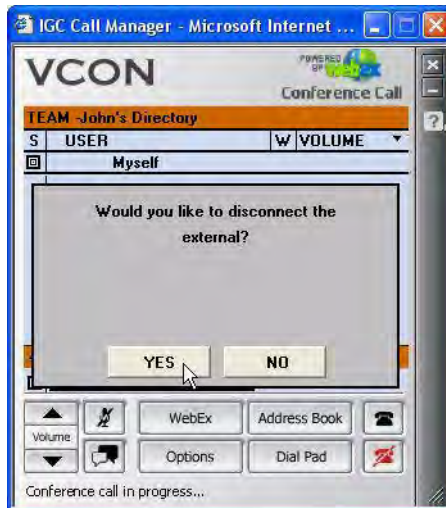 IGC Call Manager - Microsoft Internet ...
VCON
POWERED BY WebEx
Conference Call
TEAM -John's Directory
S USER W VOLUME
Myself
Would you like to disconnect the
external?
YES NO
WebEx Address Book
Volume
Options Dial Pad
Conference call in progress...
?